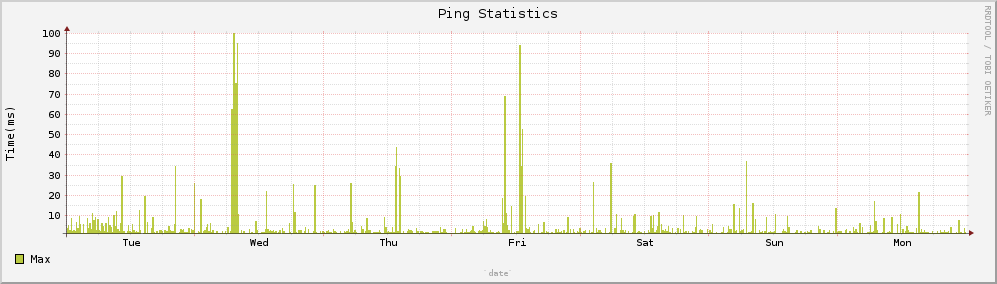 Ping Statistics
RRDTOOL / TOBI OETIKER
Time(ms)
100
90
80
70
60
50
40
30
20
10
Tue Wed Thu Fri Sat Sun Mon
Max
`date`